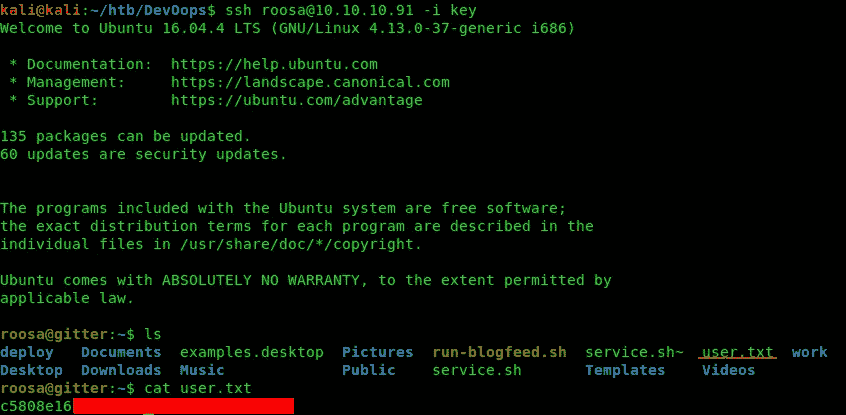 kali@kali:~/htb/DevOops$ ssh roosa@10.10.10.91 -i key
Welcome to Ubuntu 16.04.4 LTS (GNU/Linux 4.13.0-37-generic i686)
* Documentation: https://help.ubuntu.com
* Management: https://landscape.canonical.com
* Support: https://ubuntu.com/advantage
135 packages can be updated.
60 updates are security updates.
The programs included with the Ubuntu system are free software;
the exact distribution terms for each program are described in the
individual files in /usr/share/doc/*/copyright.
Ubuntu comes with ABSOLUTELY NO WARRANTY, to the extent permitted by
applicable law.
roosa@gitter:~$ ls
deploy Documents examples.desktop Pictures run-blogfeed.sh service.sh~ user.txt work
Desktop Downloads Music Public service.sh Templates Videos
roosa@gitter:~$ cat user.txt
c5808e16